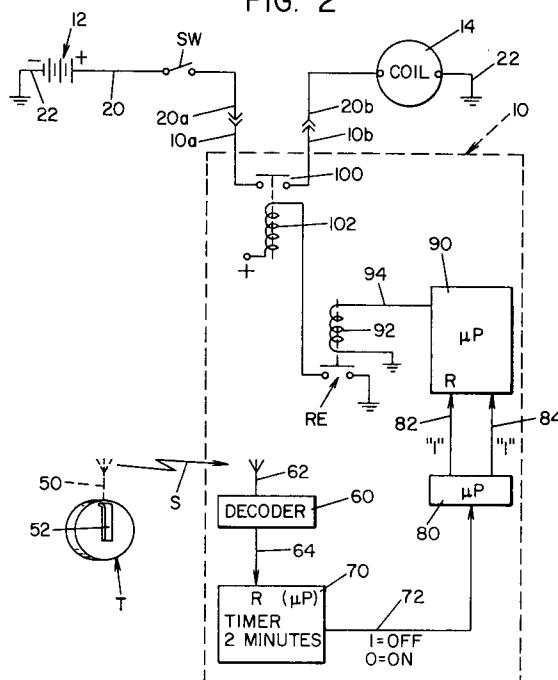 FIG. 2
12
SW
14
− +
COIL
22
20
22
20a
20b
10a
10b
10
100
102
+
90
94
92
μP
R
RE
82
84
"1"
"1"
50
S
62
60
DECODER
μP
80
52
64
70
T
R (μP)
TIMER
2 MINUTES
72
1=OFF
0=ON